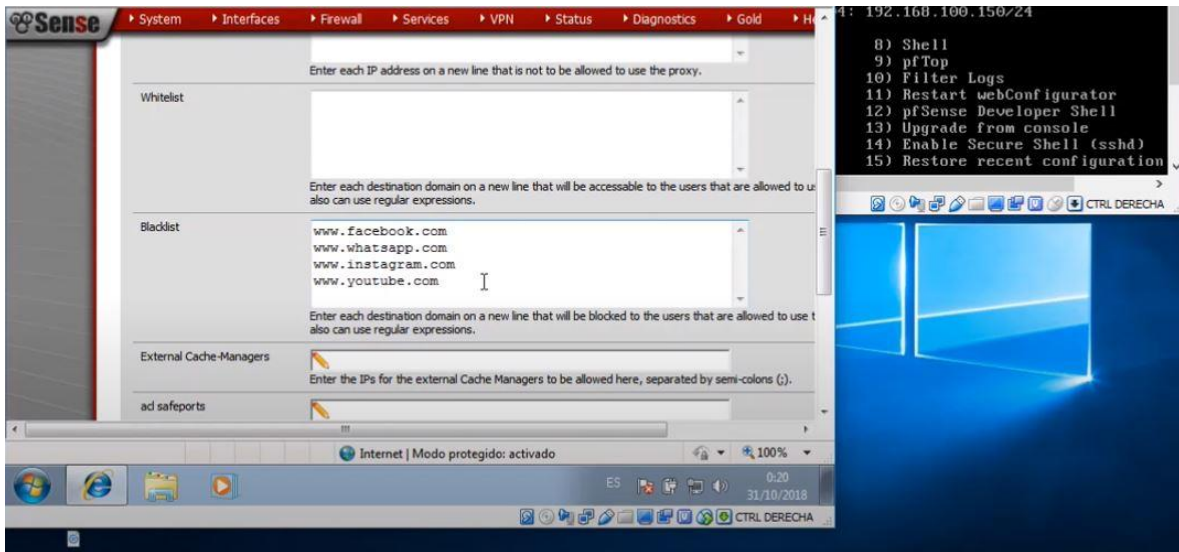 Sense
System Interfaces Firewall Services VPN Status Diagnostics Gold
Enter each IP address on a new line that is not to be allowed to use the proxy.
Whitelist
Enter each destination domain on a new line that will be accessable to the users that are allowed to
also can use regular expressions.
Blacklist
www.facebook.com
www.whatsapp.com
www.instagram.com
www.youtube.com
Enter each destination domain on a new line that will be blocked to the users that are allowed to use
also can use regular expressions.
External Cache-Managers
Enter the IPs for the external Cache Managers to be allowed here, separated by semi-colons (;).
acl safeports
Internet | Modo protegido: activado
100%
ES
0:20
31/10/2018
CTRL DERECHA
4: 192.168.100.150/24
8) Shell
9) pfTop
10) Filter Logs
11) Restart webConfigurator
12) pfSense Developer Shell
13) Upgrade from console
14) Enable Secure Shell (sshd)
15) Restore recent configuration
CTRL DERECHA